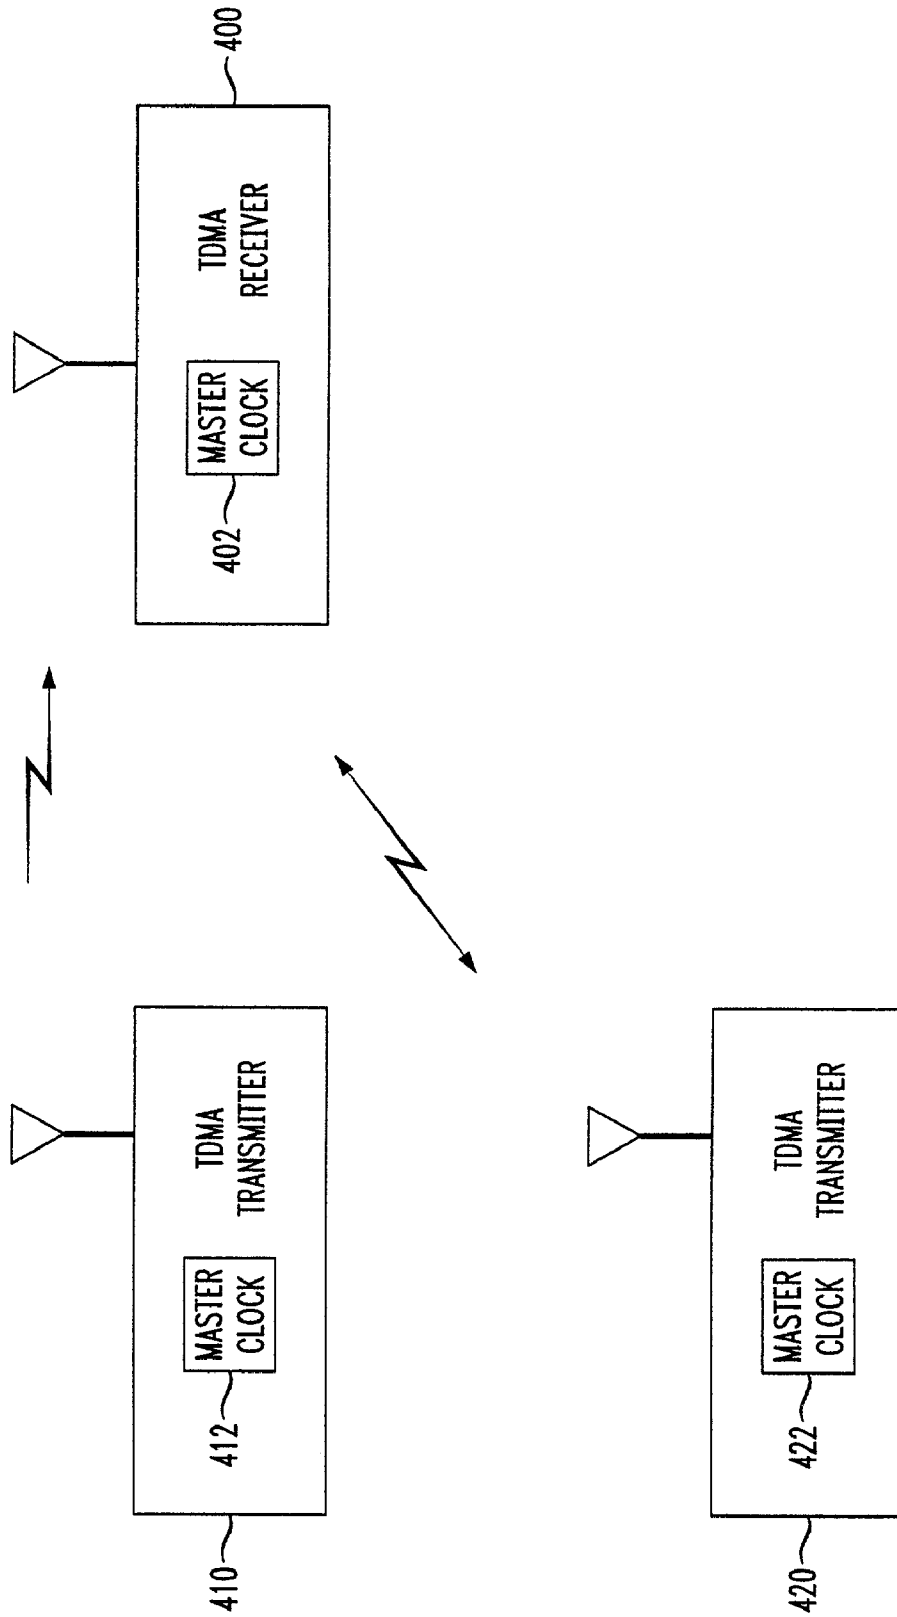 400
TDMA
RECEIVER
MASTER
CLOCK
402
TDMA
TRANSMITTER
MASTER
CLOCK
412
410
TDMA
TRANSMITTER
MASTER
CLOCK
422
420